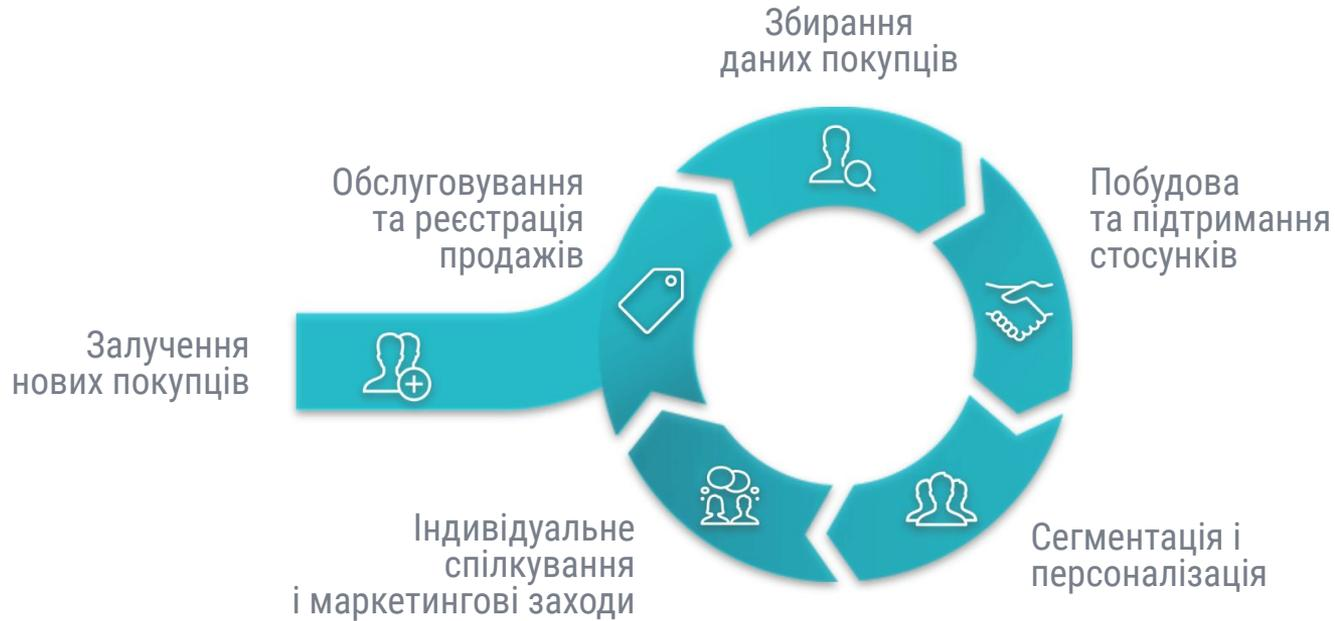 Збирання
даних покупців
Обслуговування
та реєстрація
продажів
Побудова
та підтримання
стосунків
Залучення
нових покупців
Індивідуальне
спілкування
і маркетингові заходи
Сегментація і
персоналізація